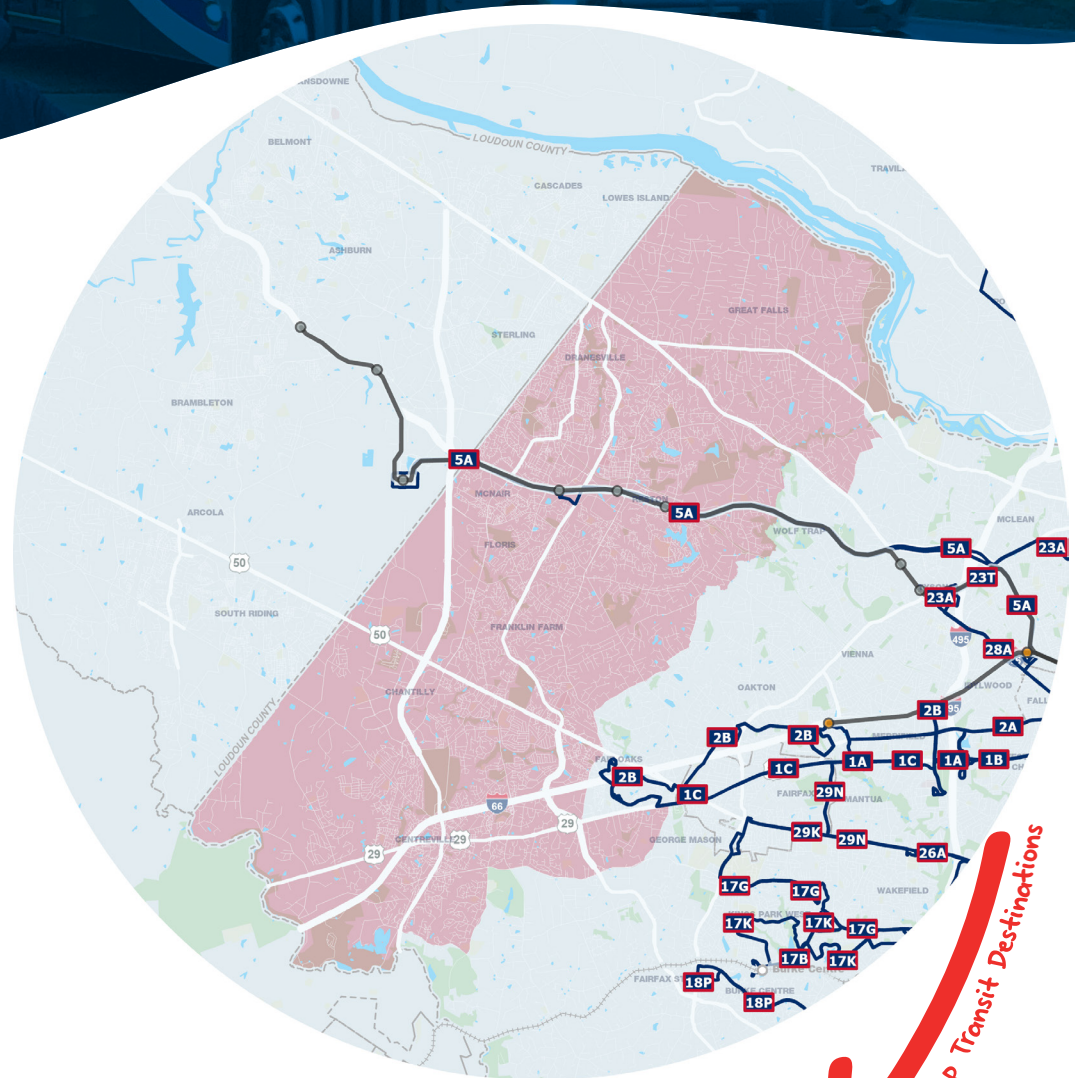 LOUDOUN COUNTY
BELMONT
CASCADES
LOWES ISLAND
ASHBURN
GREAT FALLS
STERLING
DRANESVILLE
BRAMBLETON
5A
MCNAIR
5A
ARCOLA
MCLEAN
WOLF TRAP
FLORIS
5A
23A
50
23T
23A
5A
SOUTH RIDING
FRANKLIN FARM
50
495
28A
VIENNA
OAKTON
CHANTILLY
2B
2A
2B
2B
LOUDOUN COUNTY
1C
1A
1C
1A
1B
2B
1C
29N
MANTUA
66
29
29K
29N
CENTREVILLE
29
GEORGE MASON
29
26A
17G
17G
WAKEFIELD
17K
17K
17G
17B
17K
18P
BURKE CENTRE
18P
Transit Destinations